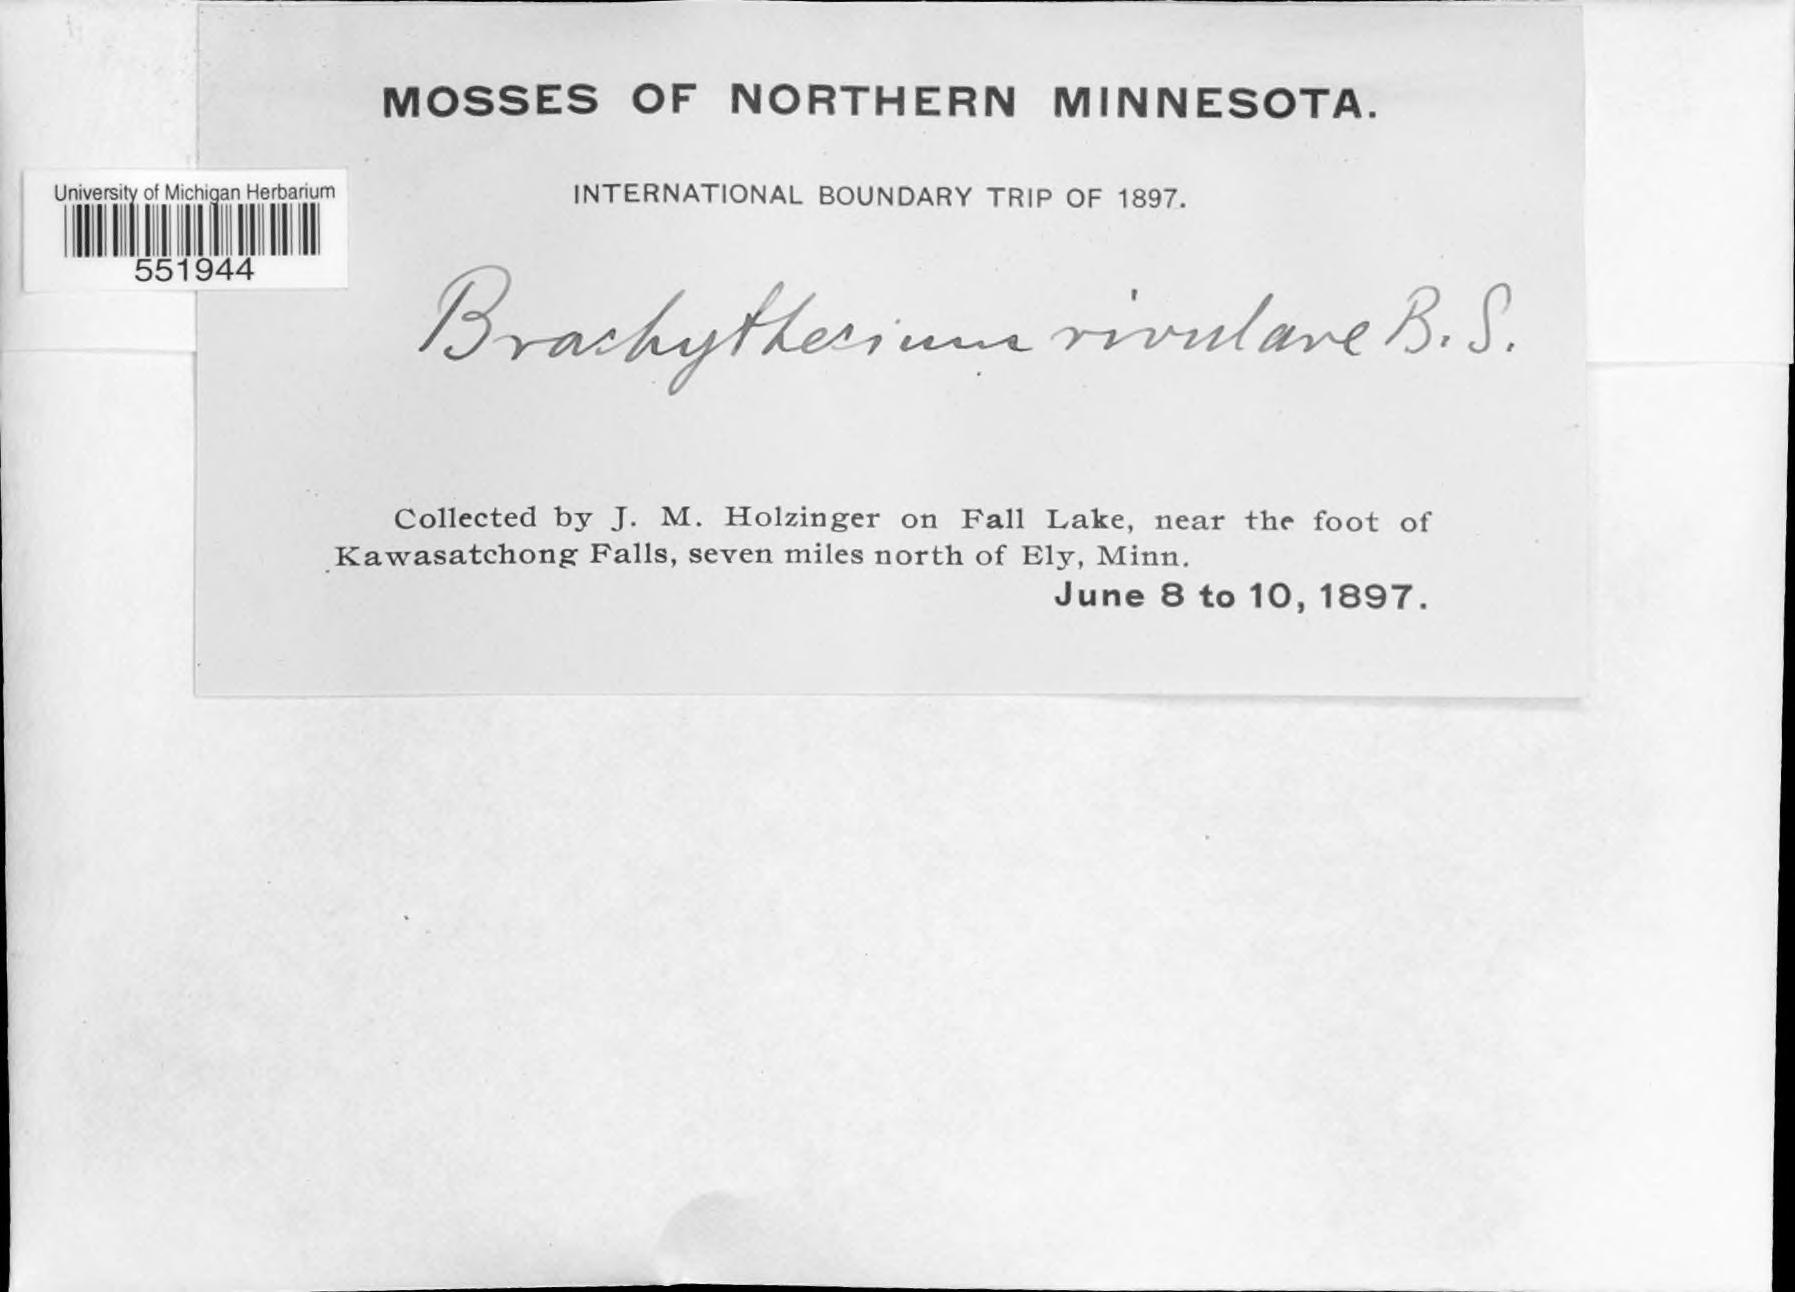 MOSSES OF NORTHERN MINNESOTA.
University of Michigan Herbarium
551944
INTERNATIONAL BOUNDARY TRIP OF 1897.
Brachythecium rivulare B. S.
Collected by J. M. Holzinger on Fall Lake, near the foot of
Kawasatchong Falls, seven miles north of Ely, Minn.
June 8 to 10, 1897.